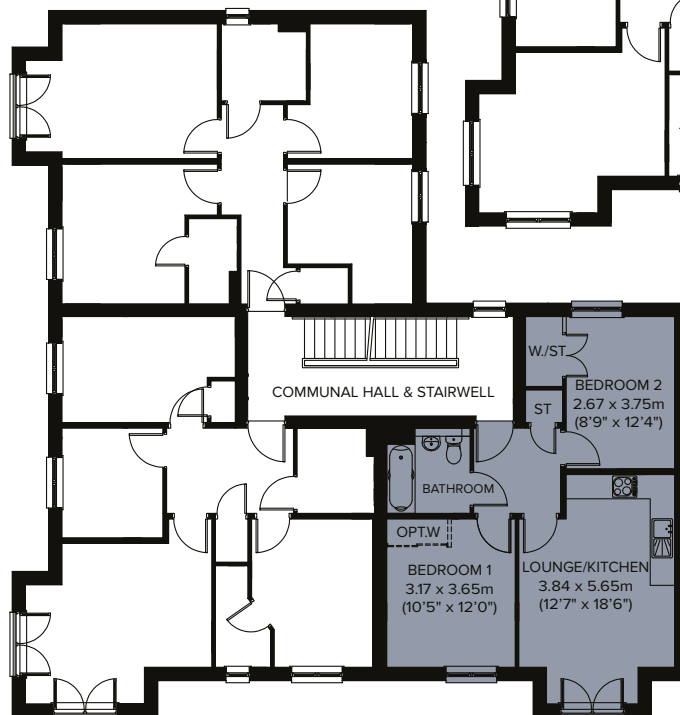 COMMUNAL HALL & STAIRWELL
W./ST
BEDROOM 2
2.67 x 3.75m
(8'9" x 12'4")
ST
BATHROOM
OPT.W
BEDROOM 1
3.17 x 3.65m
(10'5" x 12'0")
LOUNGE/KITCHEN
3.84 x 5.65m
(12'7" x 18'6")